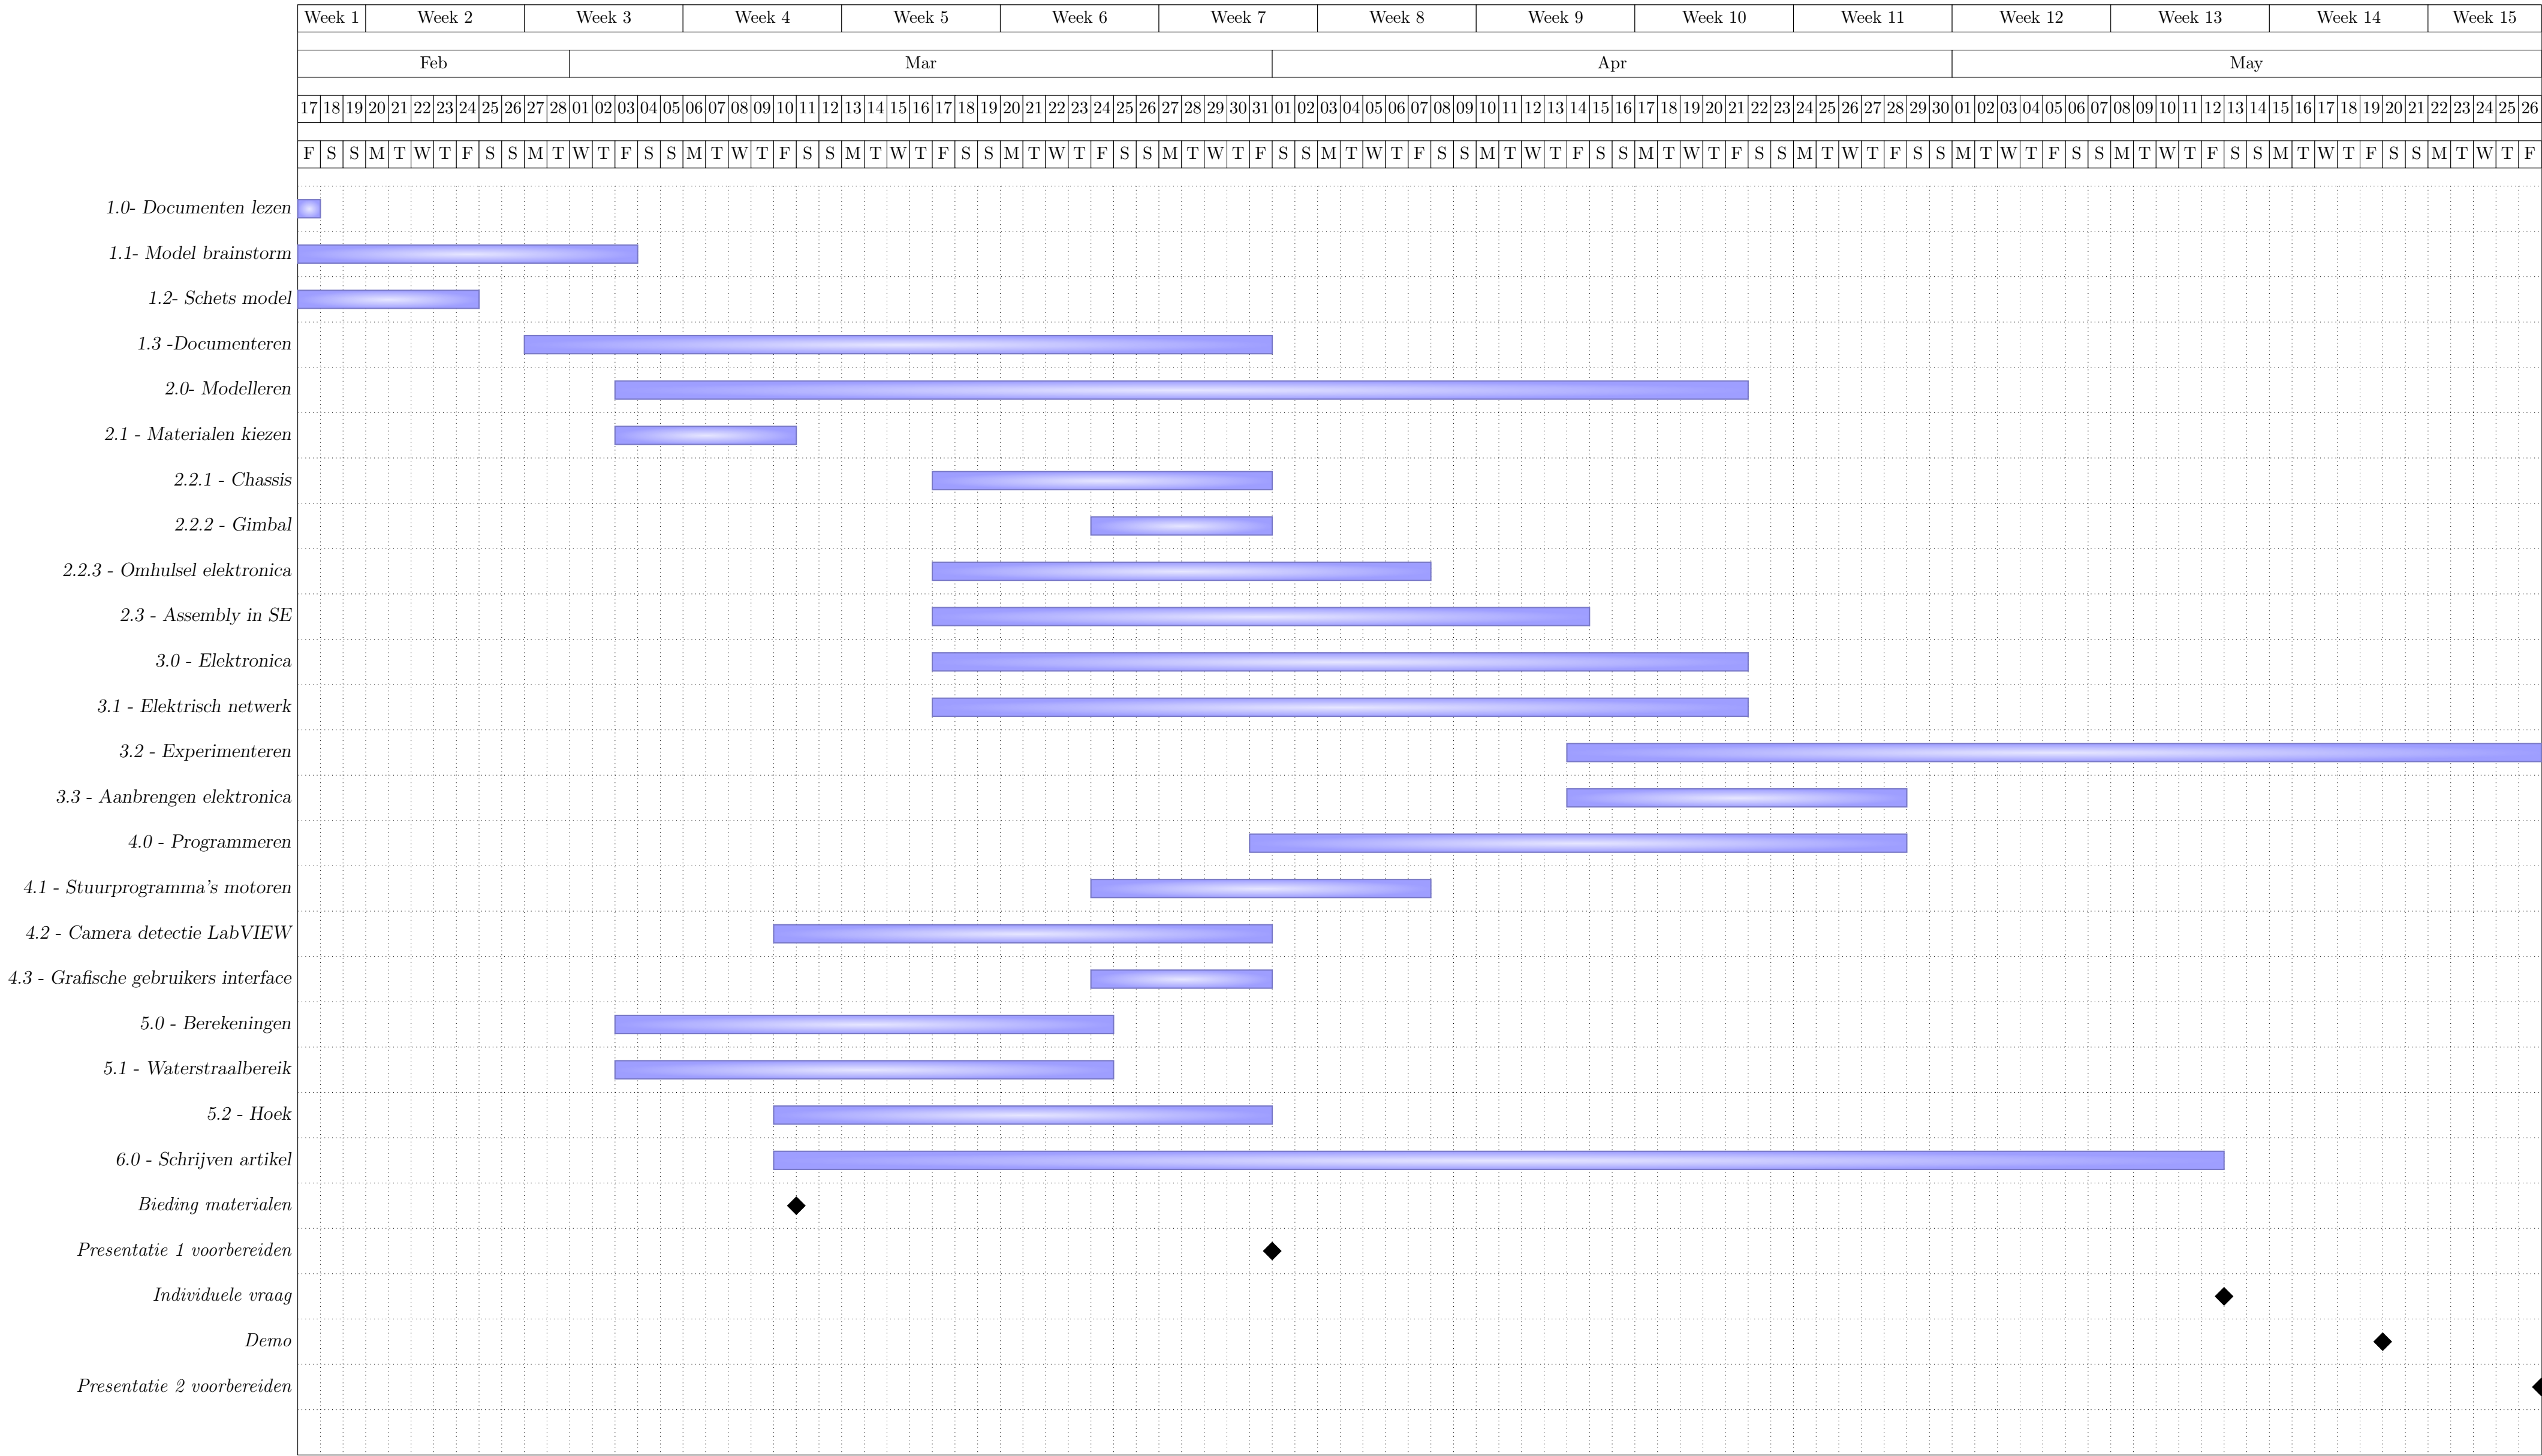 Week 1 Week 2 Week 3 Week 4 Week 5 Week 6 Week 7 Week 8 Week 9 Week 10 Week 11 Week 12 Week 13 Week 14 Week 15
Feb Mar Apr May
17 18 19 20 21 22 23 24 25 26 27 28 01 02 03 04 05 06 07 08 09 10 11 12 13 14 15 16 17 18 19 20 21 22 23 24 25 26 27 28 29 30 31 01 02 03 04 05 06 07 08 09 10 11 12 13 14 15 16 17 18 19 20 21 22 23 24 25 26 27 28 29 30 01 02 03 04 05 06 07 08 09 10 11 12 13 14 15 16 17 18 19 20 21 22 23 24 25 26
F S S M T W T F S S M T W T F S S M T W T F S S M T W T F S S M T W T F S S M T W T F S S M T W T F S S M T W T F S S M T W T F S S M T W T F S S M T W T F S S M T W T F S S M T W T F S S M T W T F
1.0- Documenten lezen
1.1- Model brainstorm
1.2- Schets model
1.3 -Documenteren
2.0- Modelleren
2.1 - Materialen kiezen
2.2.1 - Chassis
2.2.2 - Gimbal
2.2.3 - Omhulsel elektronica
2.3 - Assembly in SE
3.0 - Elektronica
3.1 - Elektrisch netwerk
3.2 - Experimenteren
3.3 - Aanbrengen elektronica
4.0 - Programmeren
4.1 - Stuurprogramma's motoren
4.2 - Camera detectie LabVIEW
4.3 - Grafische gebruikers interface
5.0 - Berekeningen
5.1 - Waterstraalbereik
5.2 - Hoek
6.0 - Schrijven artikel
Bieding materialen
Presentatie 1 voorbereiden
Individuele vraag
Demo
Presentatie 2 voorbereiden